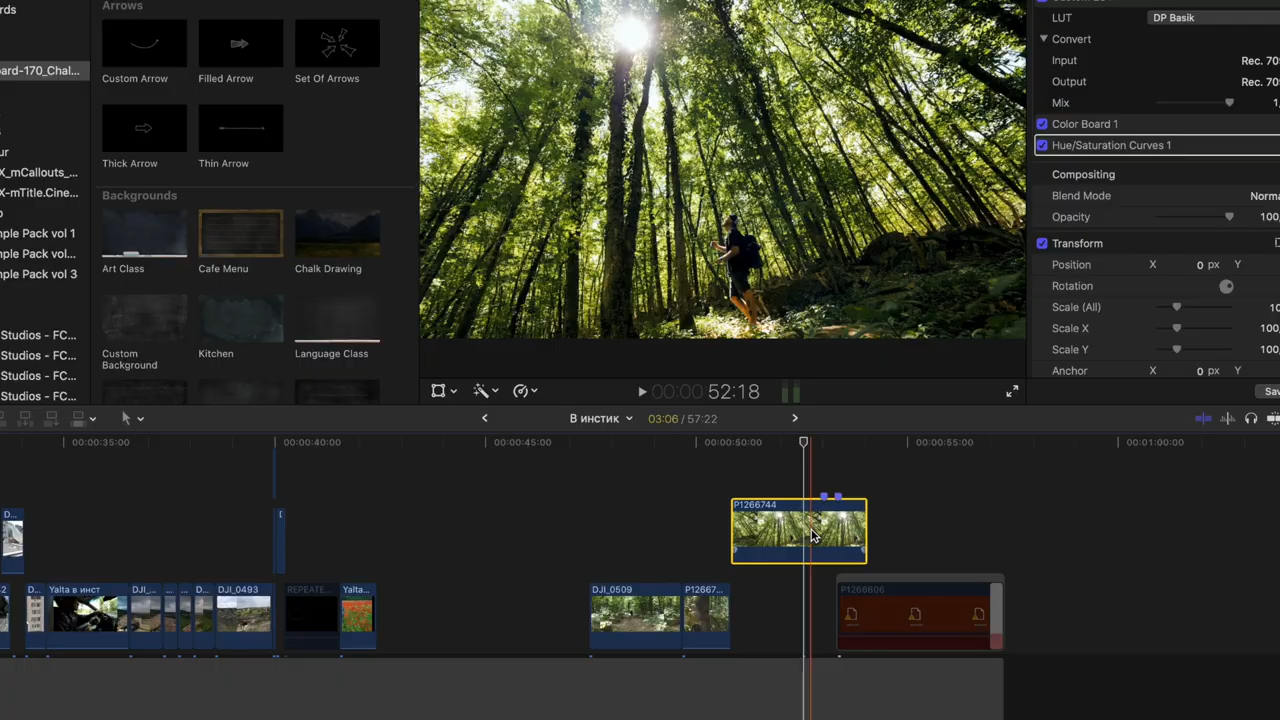 rds
ard-170_Chal...
ur
X_mCallouts_...
X-mTitle.Cine...
mple Pack vol 1
mple Pack vol...
mple Pack vol 3
Studios - FC...
Studios - FC...
Studios - FC...
Studios - FC...
Arrows
Custom Arrow
Filled Arrow
Set Of Arrows
Thick Arrow
Thin Arrow
Backgrounds
Art Class
Cafe Menu
Chalk Drawing
Custom Background
Kitchen
Language Class
LUT
DP Basik
Convert
Input
Rec. 70
Output
Rec. 70
Mix
1,
Color Board 1
Hue/Saturation Curves 1
Compositing
Blend Mode
Norma
Opacity
100,
Transform
Position
X
0 px
Y
Rotation
Scale (All)
10
Scale X
100,
Scale Y
100,
Anchor
X
0 px
Y
Sav
00:00:52:18
В инстик
03:06 / 57:22
00:00:35:00
00:00:40:00
00:00:45:00
00:00:50:00
00:00:55:00
00:01:00:00
P1266744
D...
D...
Yalta в инст
DJI_...
D...
DJI_0493
REPEATE...
Yalta...
DJI_0509
P12667...
P1266606